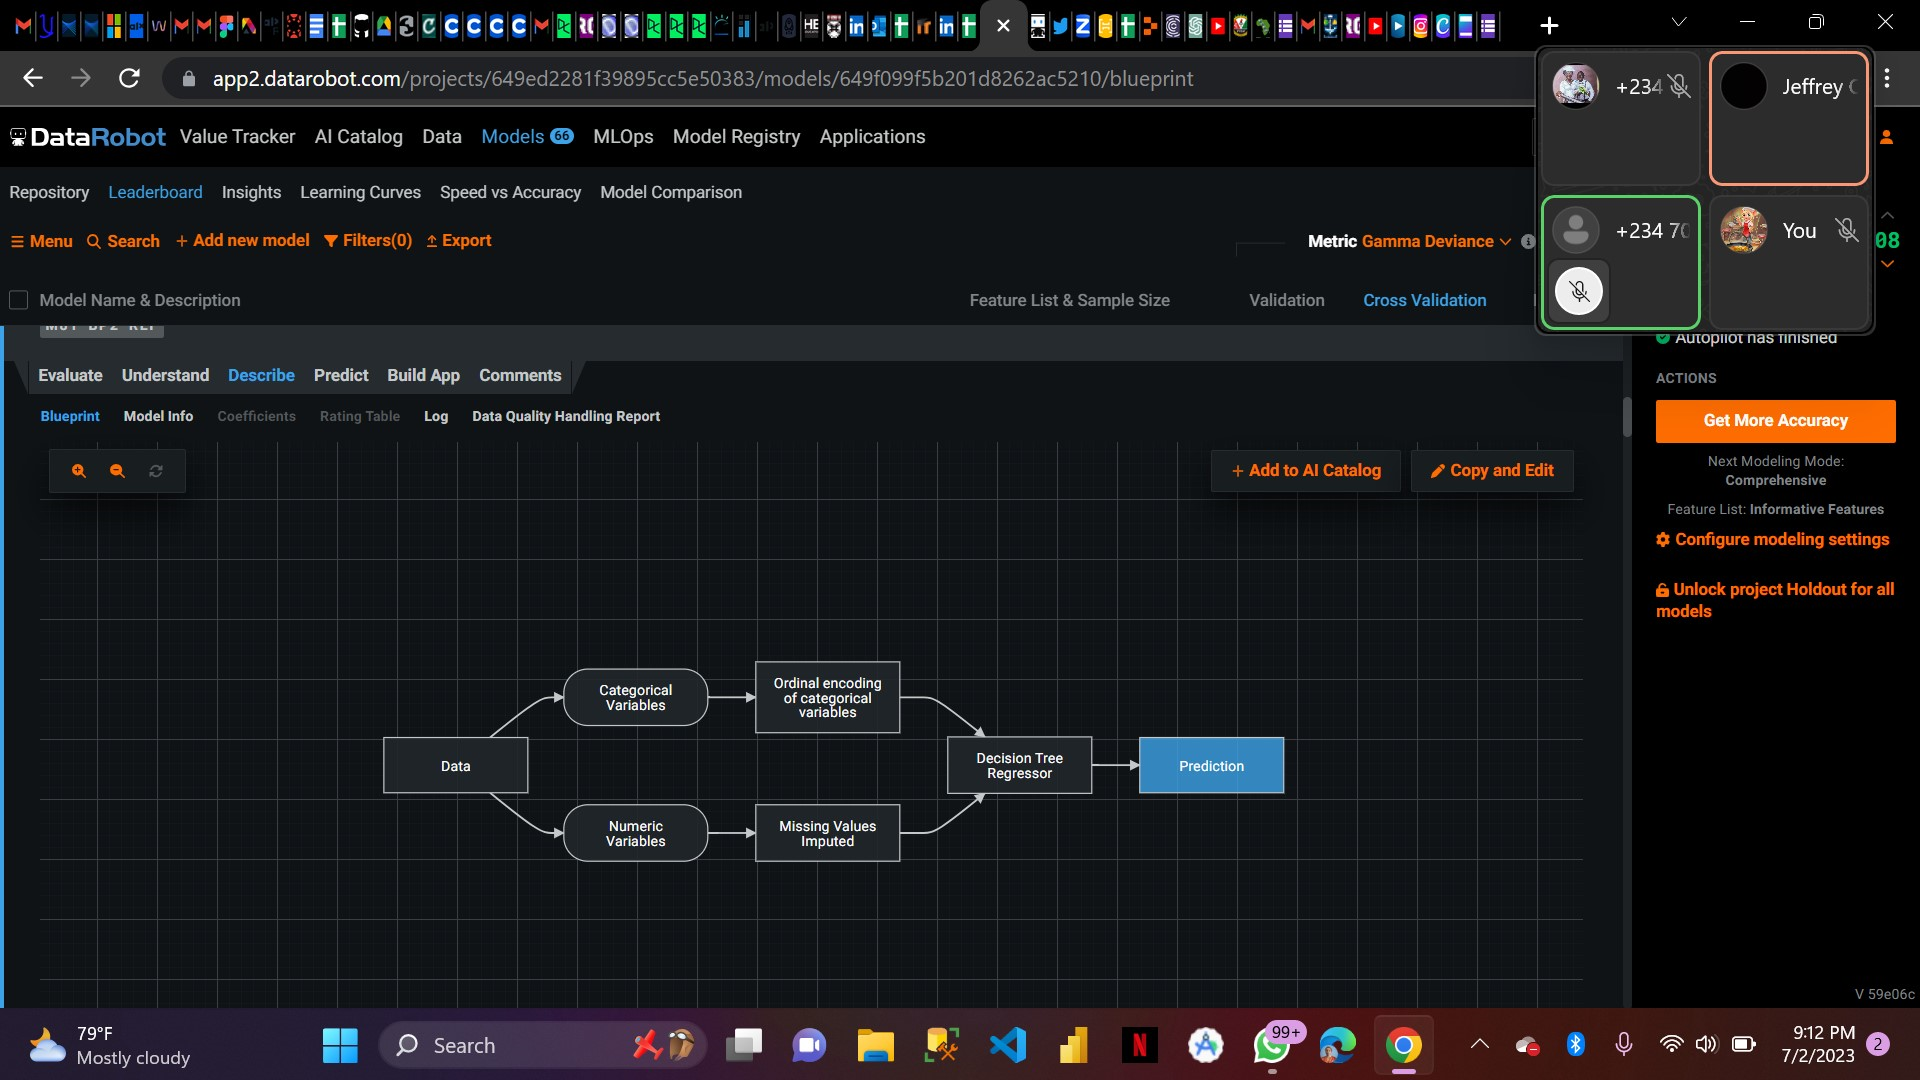 app2.datarobot.com/projects/649ed2281f39895cc5e50383/models/649f099f5b201d8262ac5210/blueprint
+234
Jeffrey
+234 70
You
DataRobot Value Tracker AI Catalog Data Models 66 MLOps Model Registry Applications
Repository Leaderboard Insights Learning Curves Speed vs Accuracy Model Comparison
Menu Search + Add new model Filters(0) Export
Metric Gamma Deviance
08
Model Name & Description Feature List & Sample Size Validation Cross Validation
M61 BP2 REF
Autopilot has finished
Evaluate Understand Describe Predict Build App Comments
ACTIONS
Blueprint Model Info Coefficients Rating Table Log Data Quality Handling Report
Get More Accuracy
+ Add to AI Catalog
Copy and Edit
Next Modeling Mode:
Comprehensive
Feature List: Informative Features
Configure modeling settings
Unlock project Holdout for all
models
Data
Categorical
Variables
Ordinal encoding
of categorical
variables
Numeric
Variables
Missing Values
Imputed
Decision Tree
Regressor
Prediction
V 59e06c
79°F
Mostly cloudy
Search
99+
9:12 PM
7/2/2023
2